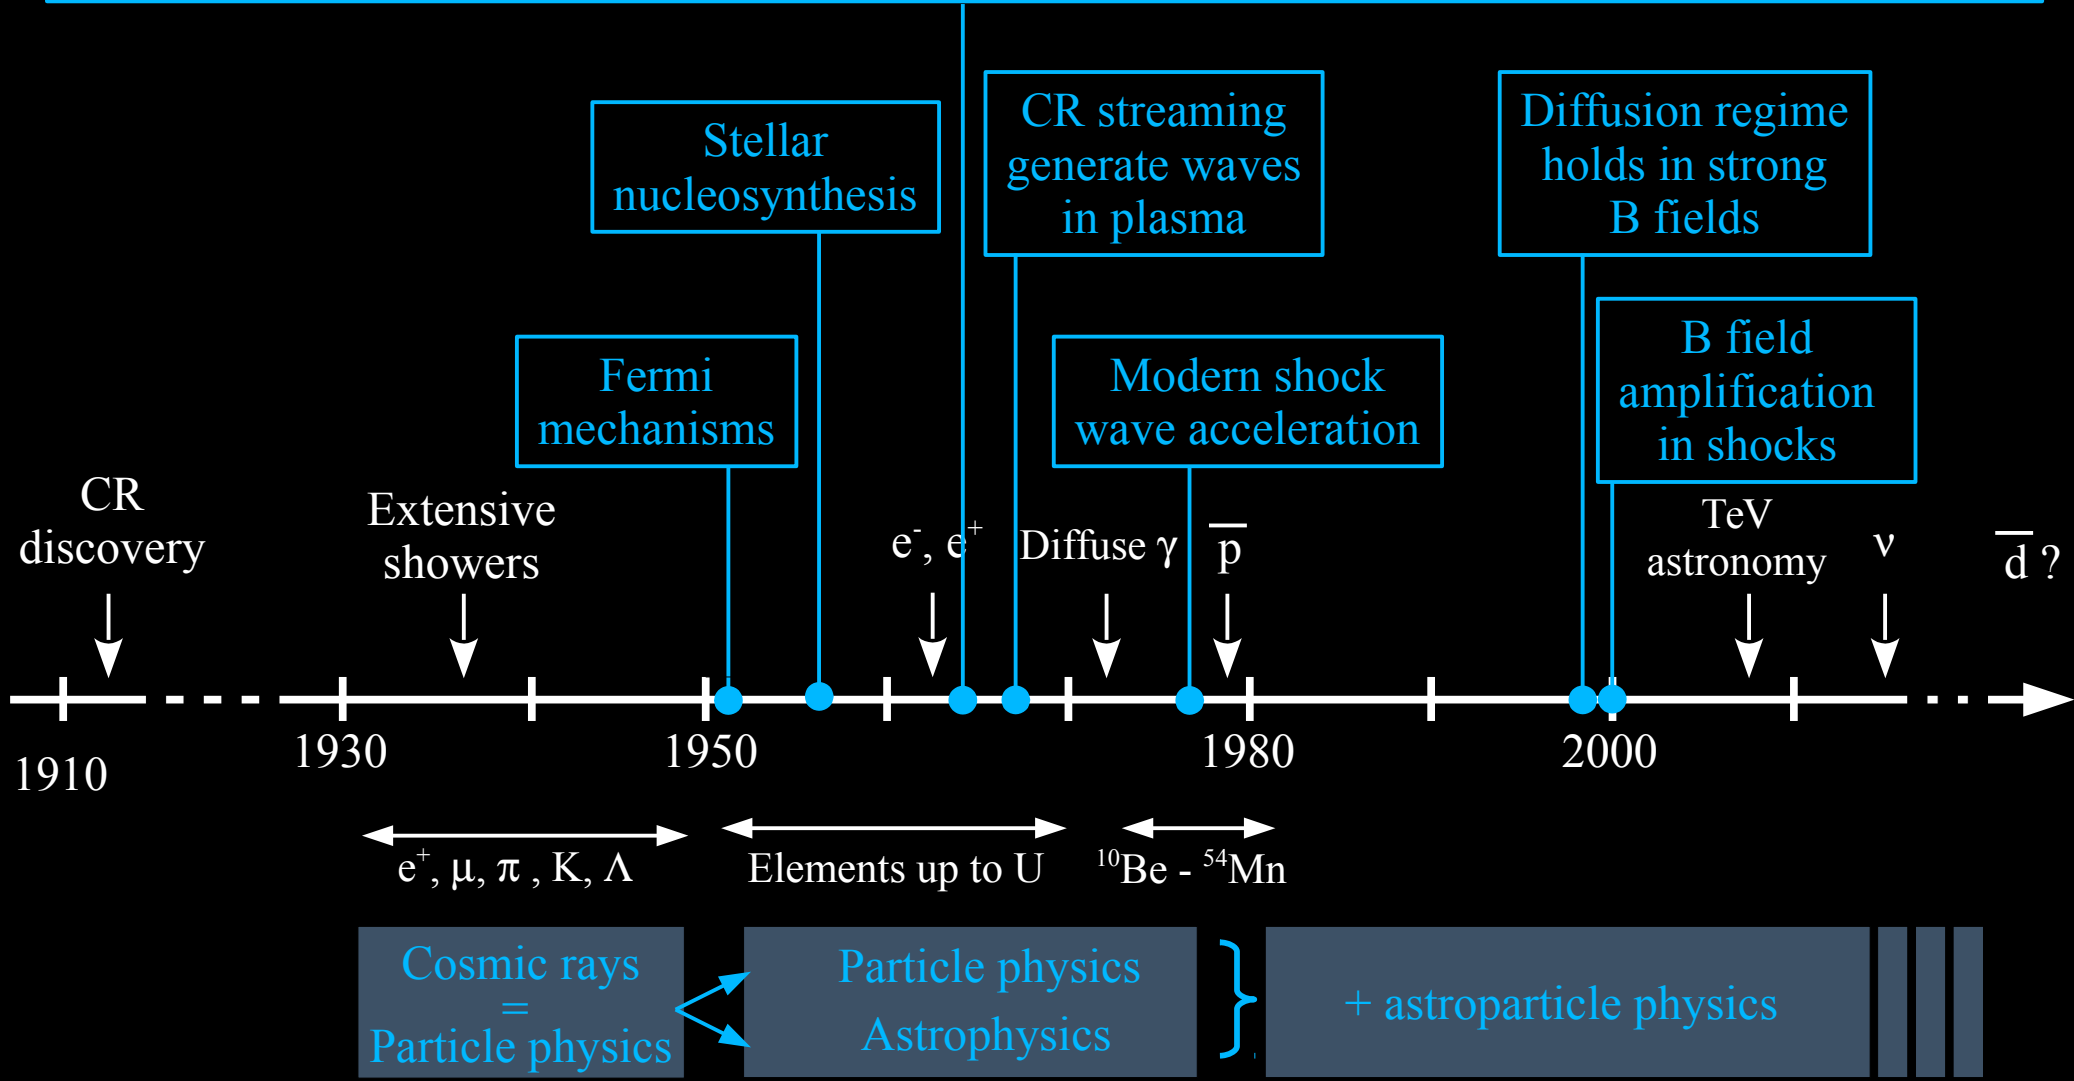 Stellar
nucleosynthesis
CR streaming
generate waves
in plasma
Diffusion regime
holds in strong
B fields
Fermi
mechanisms
Modern shock
wave acceleration
B field
amplification
in shocks
CR
discovery
Extensive
showers
e⁻, e⁺
Diffuse γ
p̅
TeV
astronomy
ν
d̅ ?
1910
1930
1950
1980
2000
e⁺, μ, π , K, Λ
Elements up to U
¹⁰Be - ⁵⁴Mn
Cosmic rays
=
Particle physics
Particle physics
Astrophysics
+ astroparticle physics